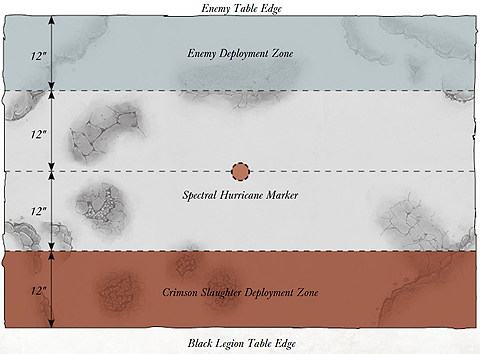 Enemy Table Edge
12"
Enemy Deployment Zone
12"
12"
Spectral Hurricane Marker
12"
Crimson Slaughter Deployment Zone
Black Legion Table Edge